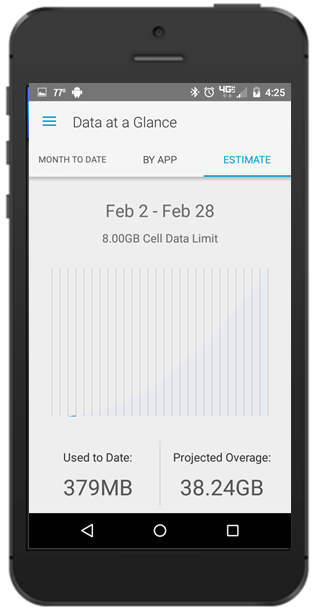 77° 4G 4:25
Data at a Glance
MONTH TO DATE BY APP ESTIMATE
Feb 2 - Feb 28
8.00GB Cell Data Limit
Used to Date: Projected Overage:
379MB 38.24GB